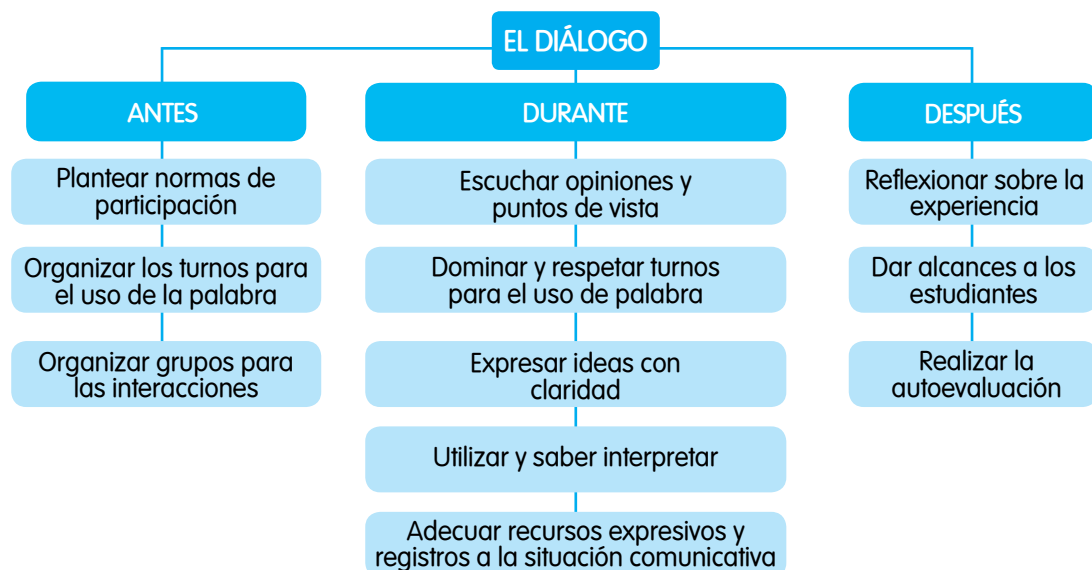 EL DIÁLOGO
ANTES
Plantear normas de
participación
Organizar los turnos para
el uso de la palabra
Organizar grupos para
las interacciones
DURANTE
Escuchar opiniones y
puntos de vista
Dominar y respetar turnos
para el uso de palabra
Expresar ideas con
claridad
Utilizar y saber interpretar
Adecuar recursos expresivos y
registros a la situación comunicativa
DESPUÉS
Reflexionar sobre la
experiencia
Dar alcances a los
estudiantes
Realizar la
autoevaluación